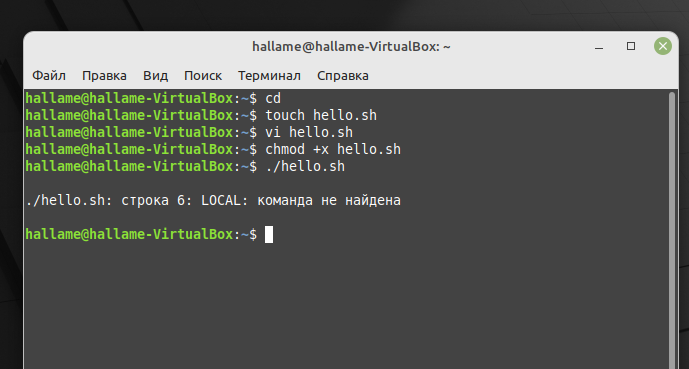 hallame@hallame-VirtualBox: ~
Файл Правка Вид Поиск Терминал Справка
hallame@hallame-VirtualBox:~$ cd
hallame@hallame-VirtualBox:~$ touch hello.sh
hallame@hallame-VirtualBox:~$ vi hello.sh
hallame@hallame-VirtualBox:~$ chmod +x hello.sh
hallame@hallame-VirtualBox:~$ ./hello.sh
./hello.sh: строка 6: LOCAL: команда не найдена
hallame@hallame-VirtualBox:~$